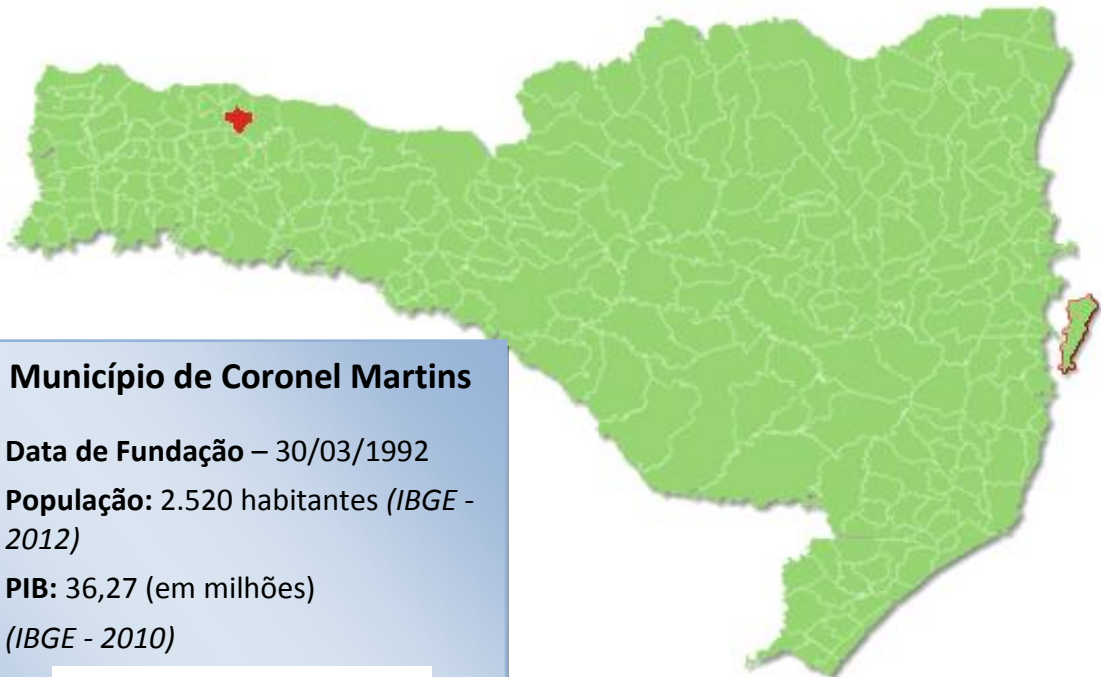 Município de Coronel Martins
Data de Fundação – 30/03/1992
População: 2.520 habitantes (IBGE -
2012)
PIB: 36,27 (em milhões)
(IBGE - 2010)